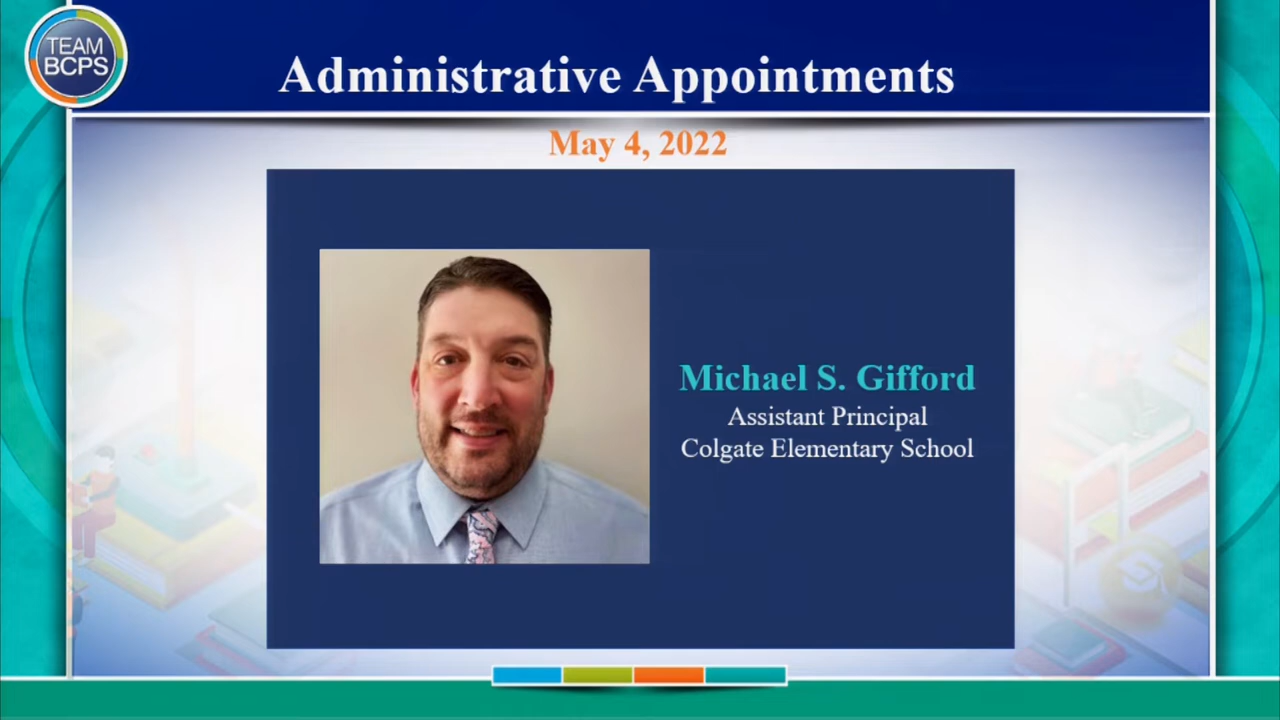 TEAM
BCPS
Administrative Appointments
May 4, 2022
Michael S. Gifford
Assistant Principal
Colgate Elementary School